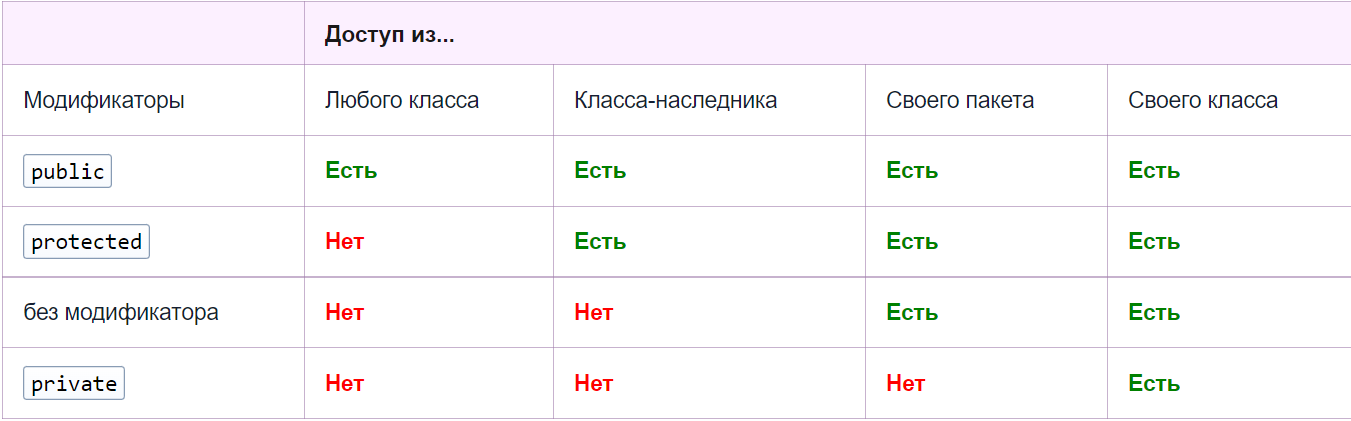 Доступ из...
Модификаторы Любого класса Класса-наследника Своего пакета Своего класса
public Есть Есть Есть Есть
protected Нет Есть Есть Есть
без модификатора Нет Нет Есть Есть
private Нет Нет Нет Есть